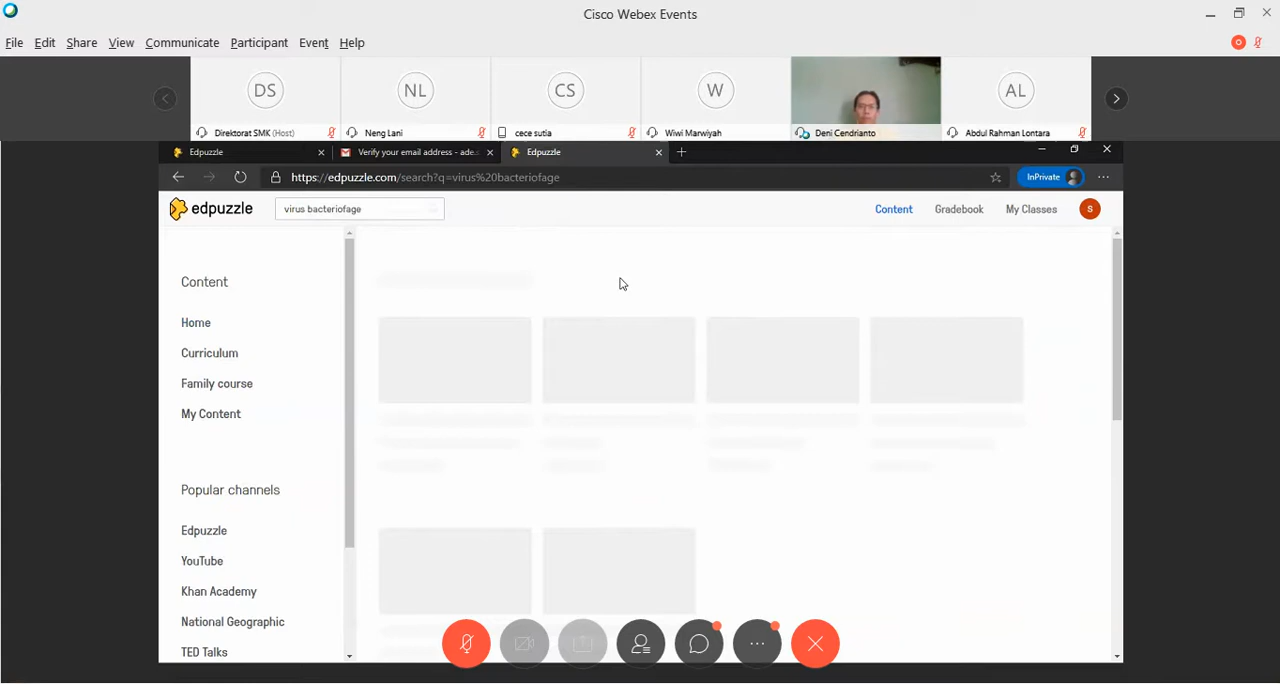 Cisco Webex Events
File Edit Share View Communicate Participant Event Help
DS NL CS W AL
Direktorat SMK (Host) Neng Lani cece sutia Wiwi Marwiyah Deni Cendrianto Abdul Rahman Lontara
Edpuzzle Verify your email address - ade.s Edpuzzle
https://edpuzzle.com/search?q=virus%20bacteriofage InPrivate
edpuzzle virus bacteriofage Content Gradebook My Classes S
Content
Home
Curriculum
Family course
My Content
Popular channels
Edpuzzle
YouTube
Khan Academy
National Geographic
TED Talks